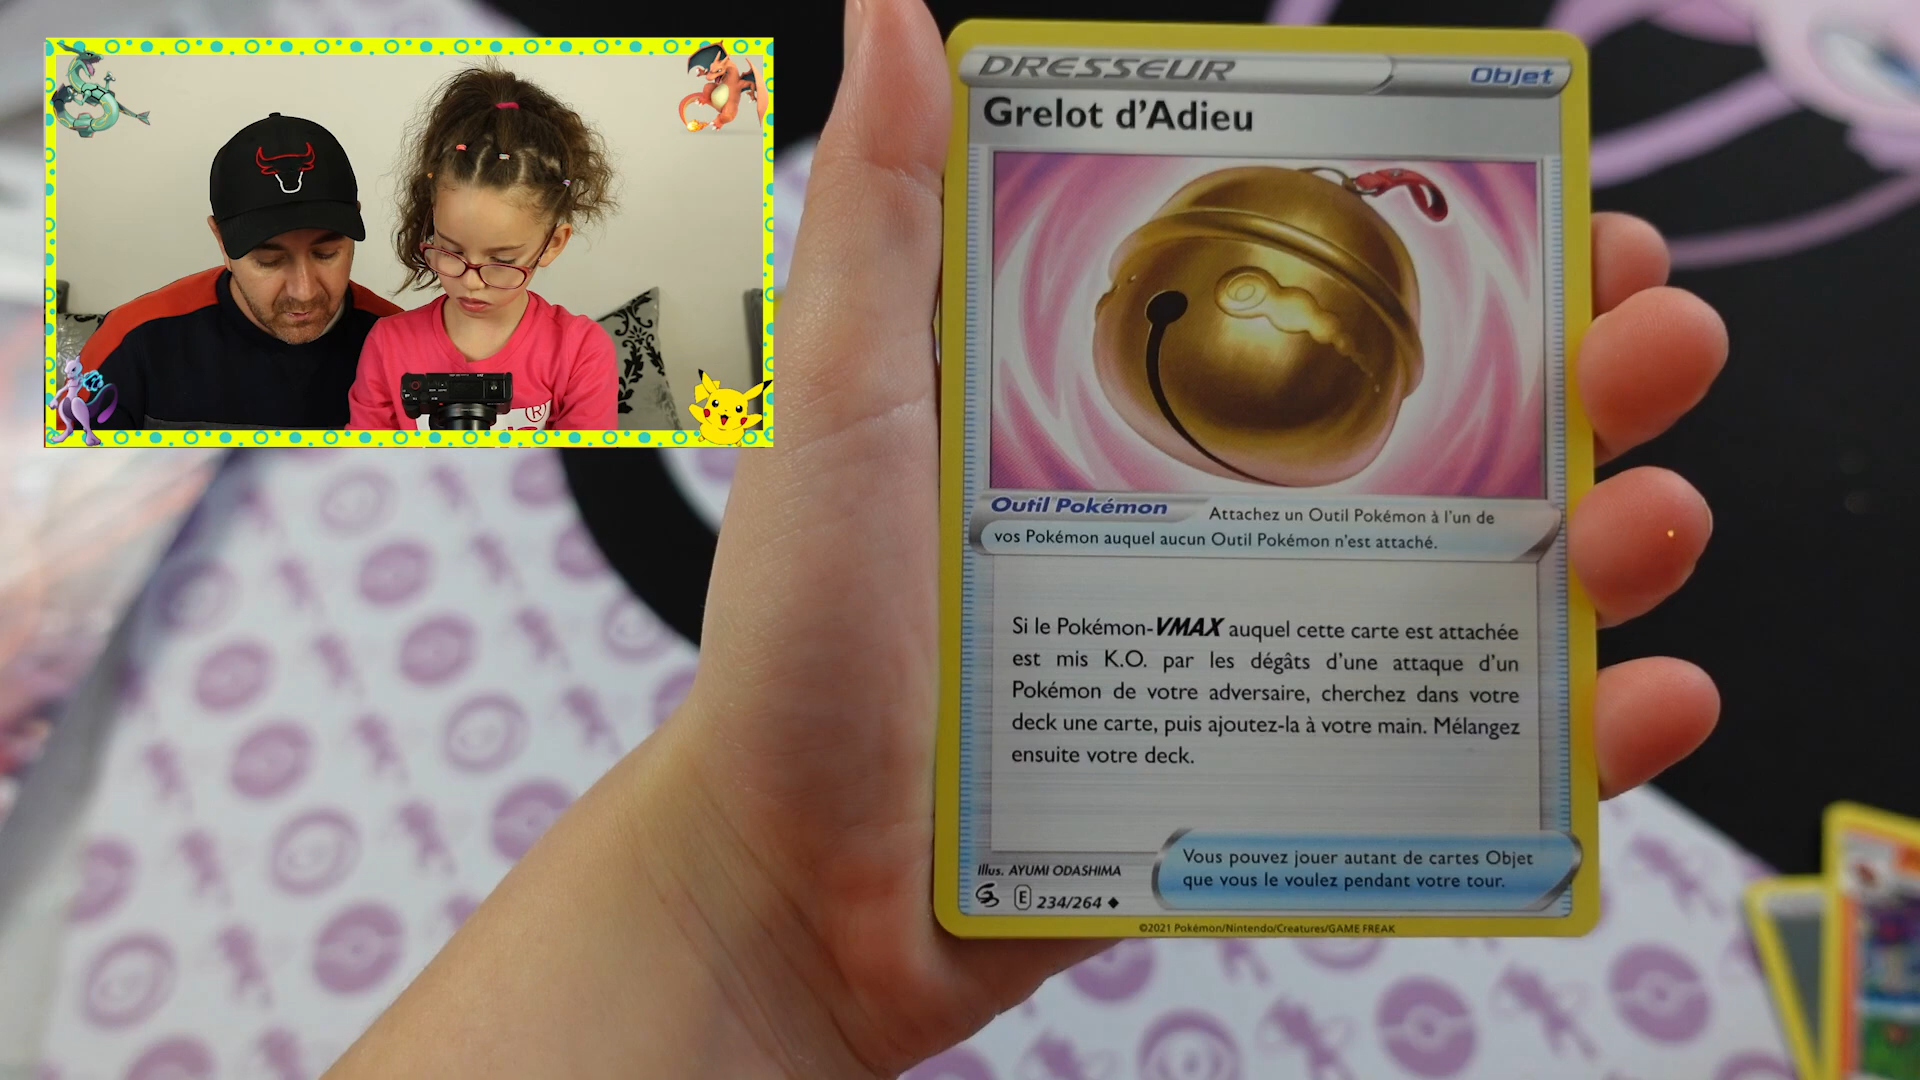 DRESSEUR
Objet
Grelot d'Adieu
Outil Pokémon
Attachez un Outil Pokémon à l'un de
vos Pokémon auquel aucun Outil Pokémon n'est attaché.
Si le Pokémon-VMAX auquel cette carte est attachée
est mis K.O. par les dégâts d'une attaque d'un
Pokémon de votre adversaire, cherchez dans votre
deck une carte, puis ajoutez-la à votre main. Mélangez
ensuite votre deck.
Vous pouvez jouer autant de cartes Objet
que vous le voulez pendant votre tour.
Illus. AYUMI ODASHIMA
E 234/264
©2021 Pokémon/Nintendo/Creatures/GAME FREAK